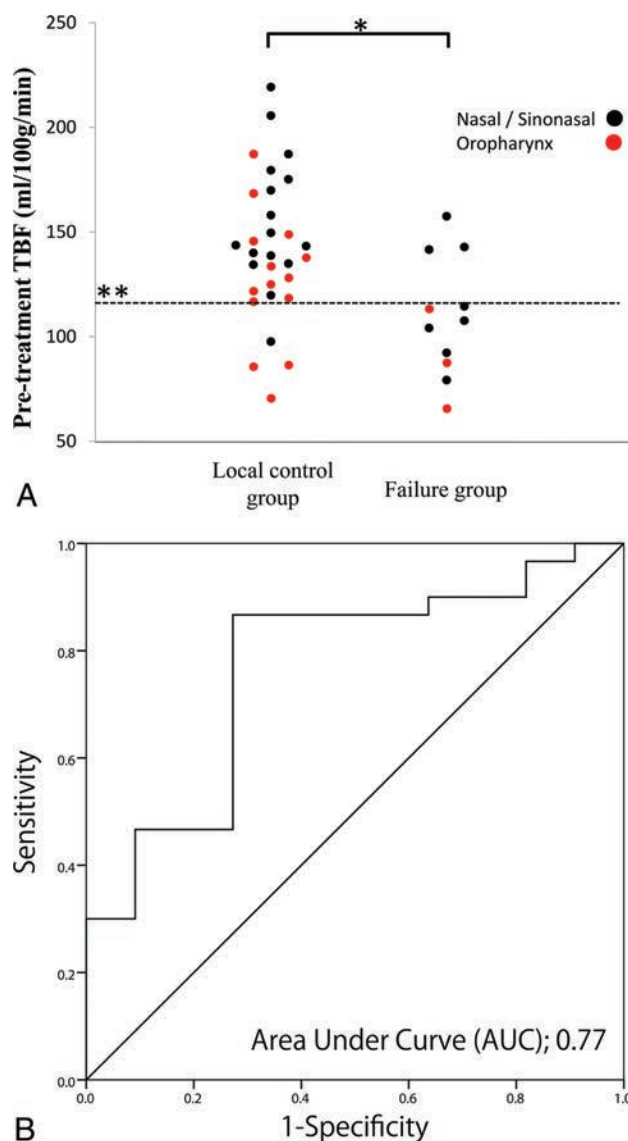 250
*
200
Nasal / Sinonasal
Oropharynx
Pre-treatment TBF (ml/100g/min)
150
**
100
50
Local control
group
Failure group
A
1.0
0.8
0.6
Sensitivity
0.4
0.2
Area Under Curve (AUC); 0.77
0.0
0.0 0.2 0.4 0.6 0.8 1.0
1-Specificity
B